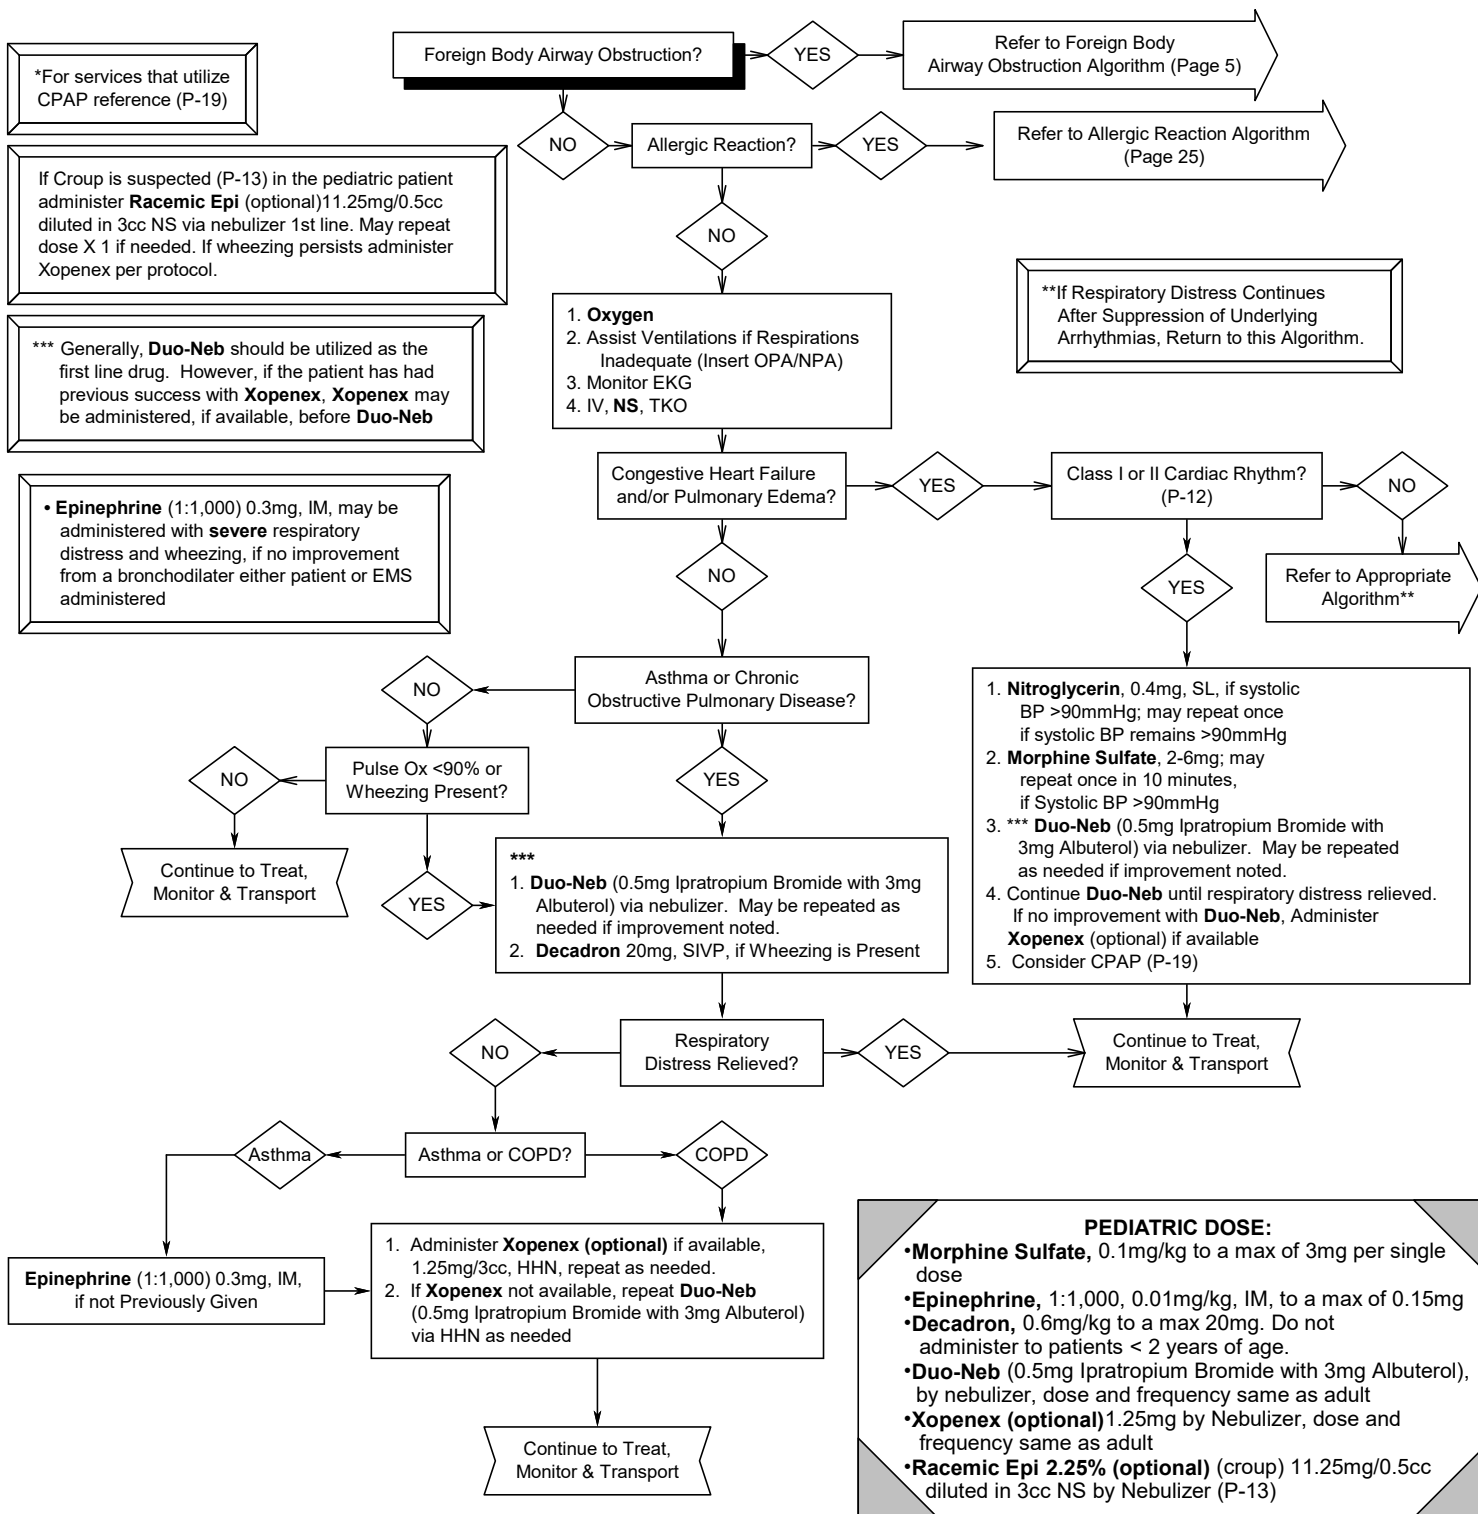 Foreign Body Airway Obstruction?
YES
Refer to Foreign Body
Airway Obstruction Algorithm (Page 5)
*For services that utilize
CPAP reference (P-19)
NO
Allergic Reaction?
YES
Refer to Allergic Reaction Algorithm
(Page 25)
If Croup is suspected (P-13) in the pediatric patient
administer Racemic Epi (optional)11.25mg/0.5cc
diluted in 3cc NS via nebulizer 1st line. May repeat
dose X 1 if needed. If wheezing persists administer
Xopenex per protocol.
NO
**If Respiratory Distress Continues
After Suppression of Underlying
Arrhythmias, Return to this Algorithm.
1. Oxygen
2. Assist Ventilations if Respirations
Inadequate (Insert OPA/NPA)
3. Monitor EKG
4. IV, NS, TKO
*** Generally, Duo-Neb should be utilized as the
first line drug. However, if the patient has had
previous success with Xopenex, Xopenex may
be administered, if available, before Duo-Neb
Congestive Heart Failure
and/or Pulmonary Edema?
YES
Class I or II Cardiac Rhythm?
(P-12)
NO
• Epinephrine (1:1,000) 0.3mg, IM, may be
administered with severe respiratory
distress and wheezing, if no improvement
from a bronchodilater either patient or EMS
administered
NO
YES
Refer to Appropriate
Algorithm**
NO
Asthma or Chronic
Obstructive Pulmonary Disease?
1. Nitroglycerin, 0.4mg, SL, if systolic
BP >90mmHg; may repeat once
if systolic BP remains >90mmHg
2. Morphine Sulfate, 2-6mg; may
repeat once in 10 minutes,
if Systolic BP >90mmHg
3. *** Duo-Neb (0.5mg Ipratropium Bromide with
3mg Albuterol) via nebulizer. May be repeated
as needed if improvement noted.
4. Continue Duo-Neb until respiratory distress relieved.
If no improvement with Duo-Neb, Administer
Xopenex (optional) if available
5. Consider CPAP (P-19)
NO
Pulse Ox <90% or
Wheezing Present?
YES
Continue to Treat,
Monitor & Transport
YES
***
1. Duo-Neb (0.5mg Ipratropium Bromide with 3mg
Albuterol) via nebulizer. May be repeated as
needed if improvement noted.
2. Decadron 20mg, SIVP, if Wheezing is Present
NO
Respiratory
Distress Relieved?
YES
Continue to Treat,
Monitor & Transport
Asthma
Asthma or COPD?
COPD
Epinephrine (1:1,000) 0.3mg, IM,
if not Previously Given
1. Administer Xopenex (optional) if available,
1.25mg/3cc, HHN, repeat as needed.
2. If Xopenex not available, repeat Duo-Neb
(0.5mg Ipratropium Bromide with 3mg Albuterol)
via HHN as needed
Continue to Treat,
Monitor & Transport
PEDIATRIC DOSE:
•Morphine Sulfate, 0.1mg/kg to a max of 3mg per single
dose
•Epinephrine, 1:1,000, 0.01mg/kg, IM, to a max of 0.15mg
•Decadron, 0.6mg/kg to a max 20mg. Do not
administer to patients < 2 years of age.
•Duo-Neb (0.5mg Ipratropium Bromide with 3mg Albuterol),
by nebulizer, dose and frequency same as adult
•Xopenex (optional)1.25mg by Nebulizer, dose and
frequency same as adult
•Racemic Epi 2.25% (optional) (croup) 11.25mg/0.5cc
diluted in 3cc NS by Nebulizer (P-13)